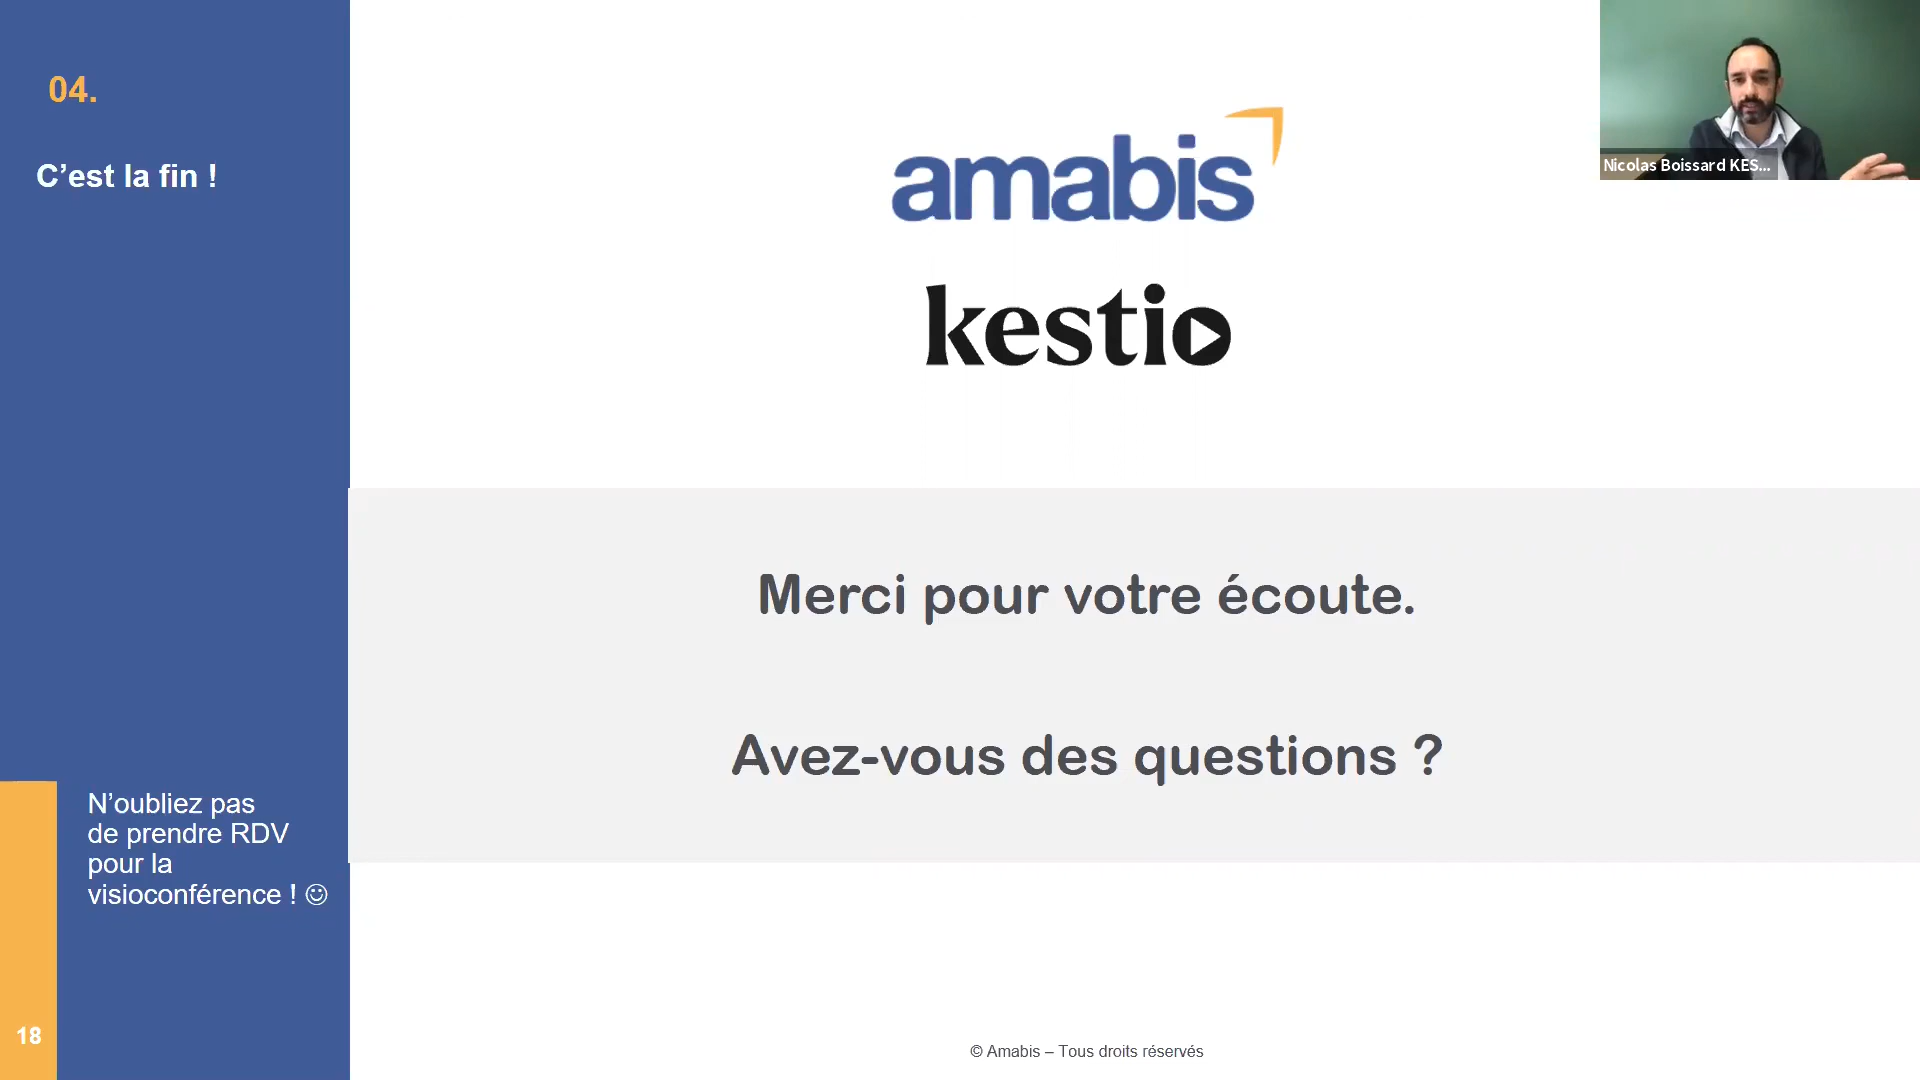 04.
C’est la fin !
amabis
kestio
Nicolas Boissard KES...
Merci pour votre écoute.
Avez-vous des questions ?
N’oubliez pas
de prendre RDV
pour la
visioconférence ! ☺
18
© Amabis – Tous droits réservés